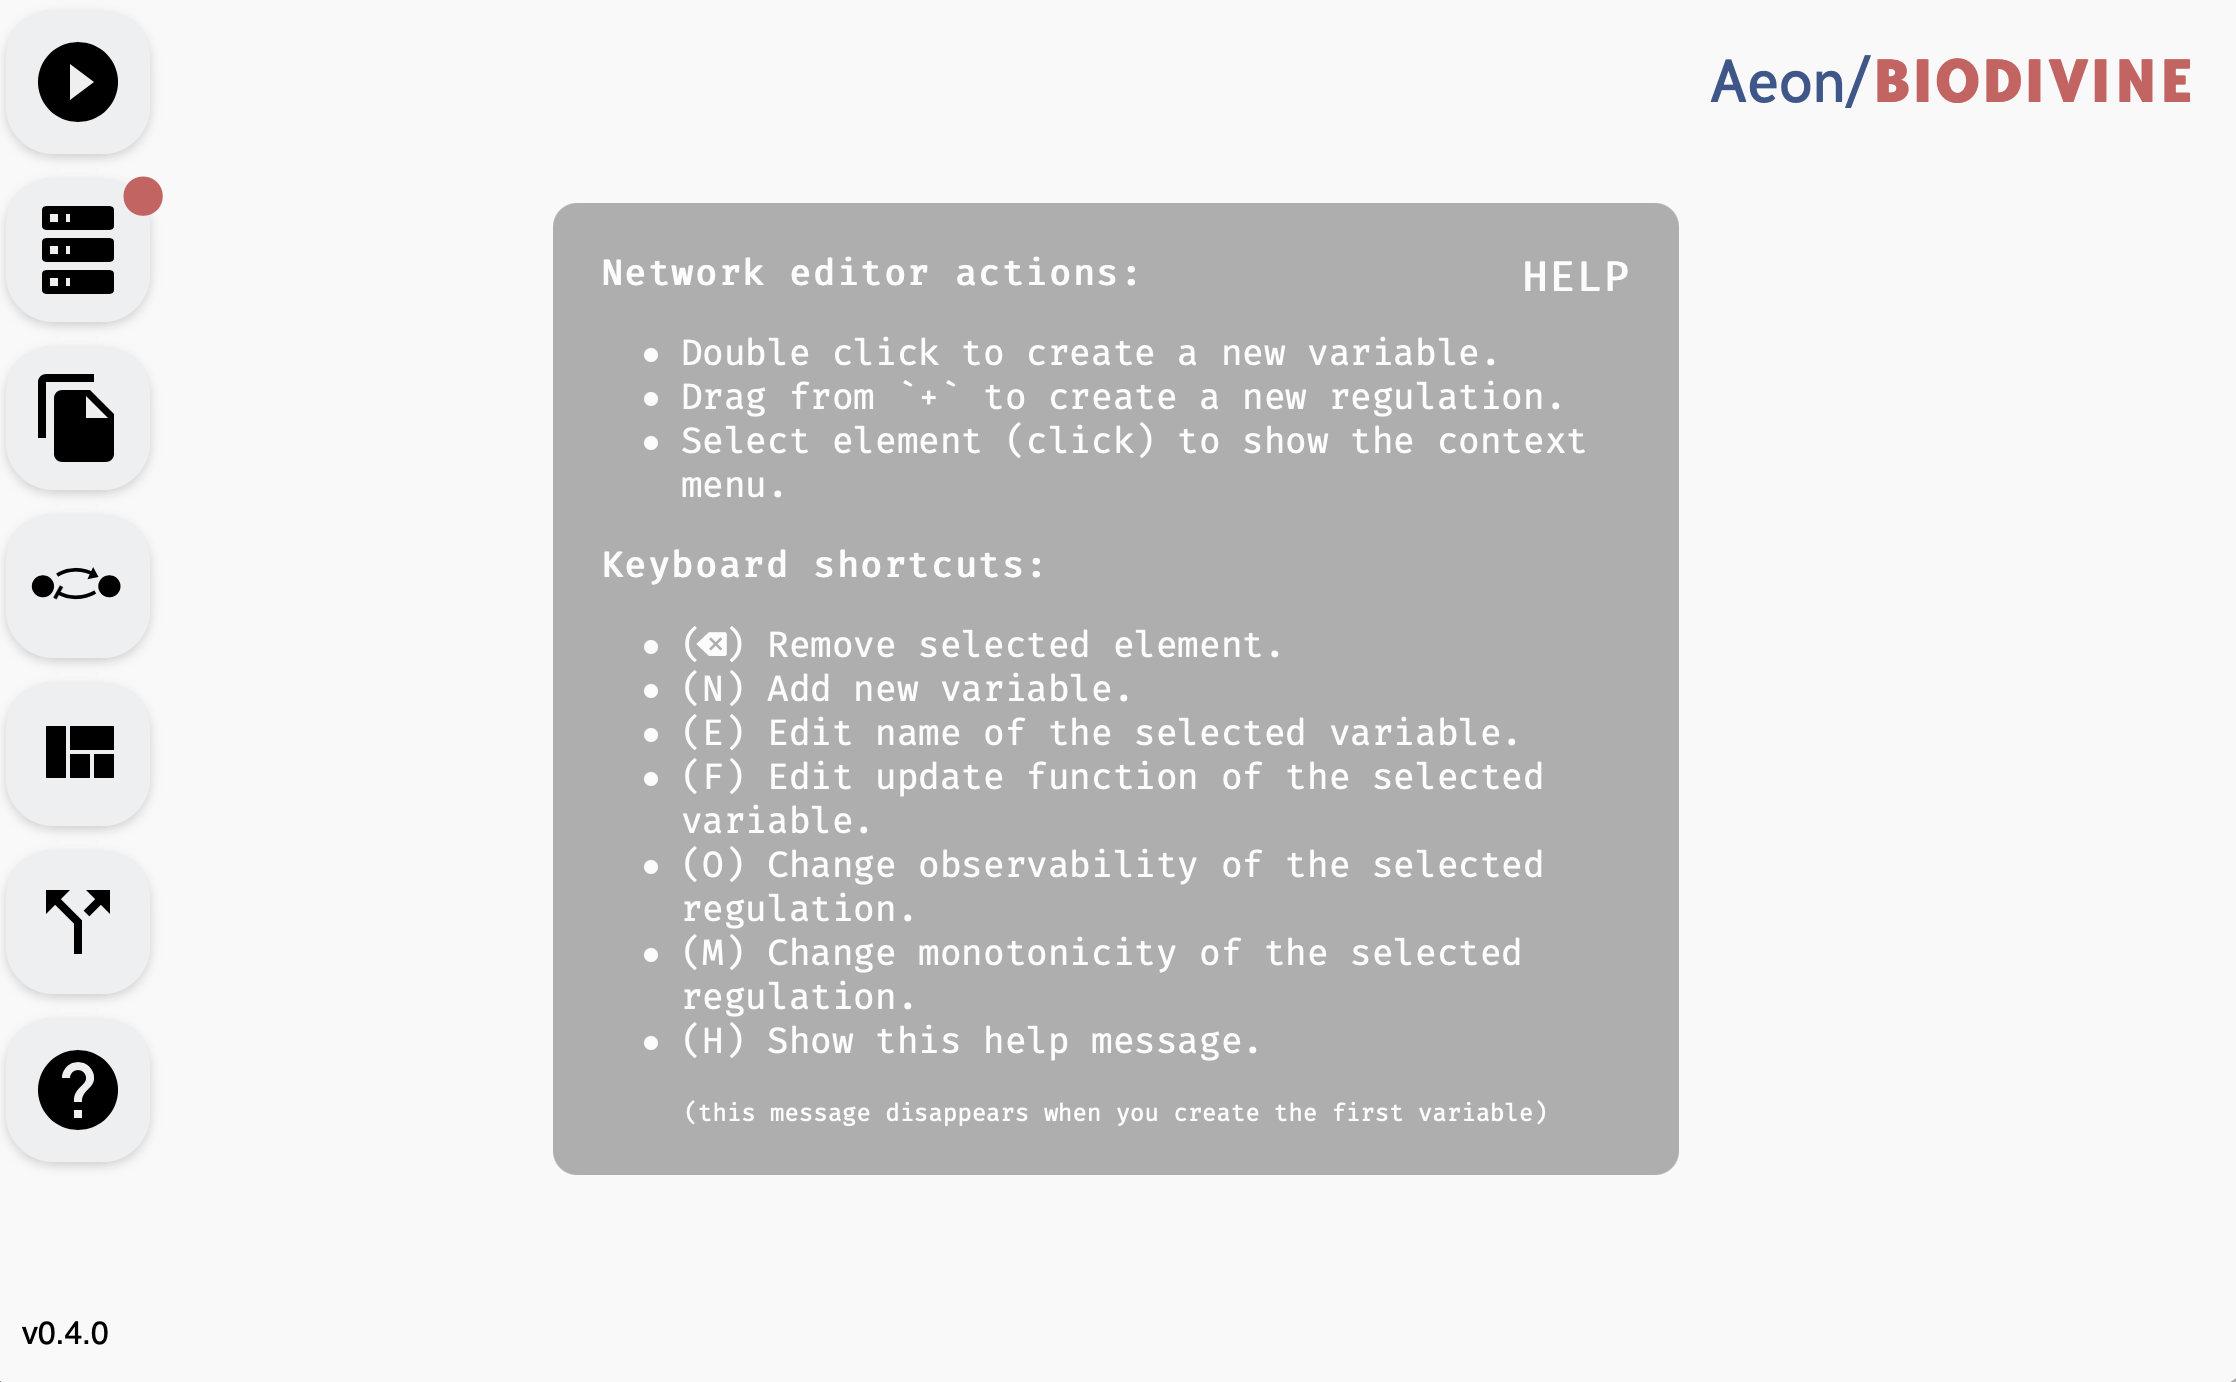 Aeon/BIODIVINE
Network editor actions:
HELP
• Double click to create a new variable.
• Drag from `+` to create a new regulation.
• Select element (click) to show the context
menu.
Keyboard shortcuts:
• (⌫) Remove selected element.
• (N) Add new variable.
• (E) Edit name of the selected variable.
• (F) Edit update function of the selected
variable.
• (O) Change observability of the selected
regulation.
• (M) Change monotonicity of the selected
regulation.
• (H) Show this help message.
(this message disappears when you create the first variable)
v0.4.0